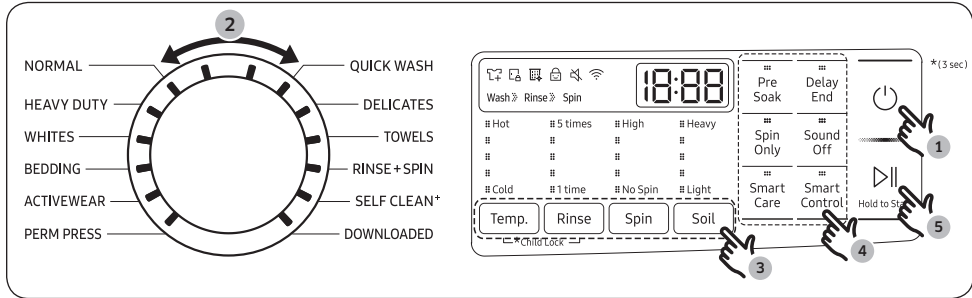 2
NORMAL
HEAVY DUTY
WHITES
BEDDING
ACTIVEWEAR
PERM PRESS
QUICK WASH
DELICATES
TOWELS
RINSE+SPIN
SELF CLEAN+
DOWNLOADED
Wash» Rinse» Spin
18:88
Hot 5 times High Heavy
Cold 1 time No Spin Light
Temp. Rinse Spin Soil
*Child Lock
3
Pre Soak
Delay End
Spin Only
Sound Off
Smart Care
Smart Control
4
*(3 sec)
1
Hold to
5